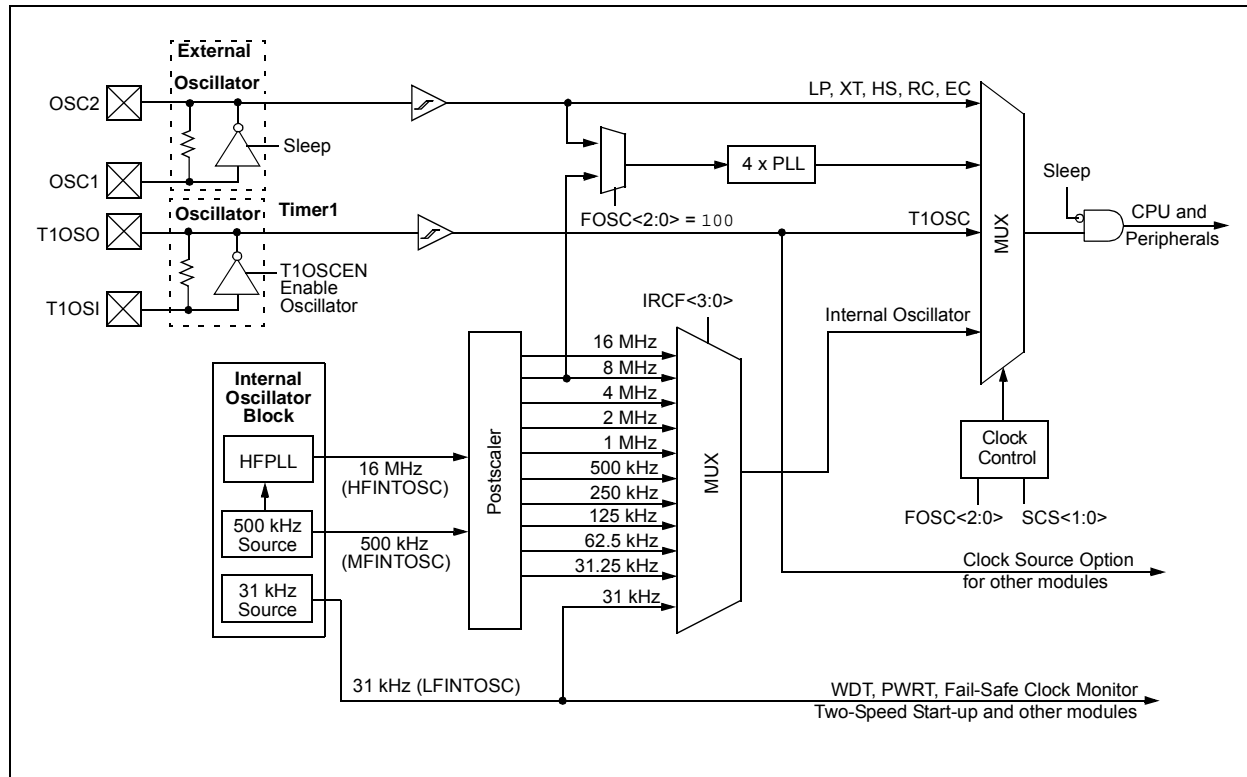 External
Oscillator
OSC2
Sleep
OSC1
LP, XT, HS, RC, EC
4 x PLL
FOSC<2:0> = 100
Sleep
CPU and
Peripherals
MUX
Oscillator
Timer1
T1OSO
T1OSC
T1OSCEN
Enable
Oscillator
T1OSI
IRCF<3:0>
Internal Oscillator
Internal
Oscillator
Block
HFPLL
500 kHz
Source
31 kHz
Source
16 MHz
(HFINTOSC)
500 kHz
(MFINTOSC)
Postscaler
16 MHz
8 MHz
4 MHz
2 MHz
1 MHz
500 kHz
250 kHz
125 kHz
62.5 kHz
31.25 kHz
31 kHz
MUX
Clock
Control
FOSC<2:0>
SCS<1:0>
Clock Source Option
for other modules
31 kHz (LFINTOSC)
WDT, PWRT, Fail-Safe Clock Monitor
Two-Speed Start-up and other modules